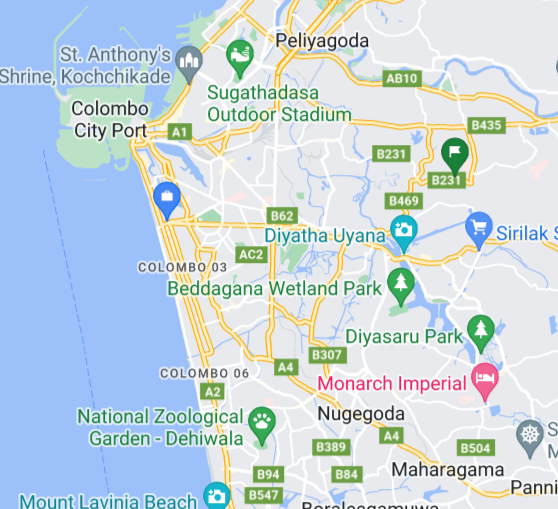 Peliyagoda
St. Anthony's
Shrine, Kochchikade
AB10
Sugathadasa
Outdoor Stadium
Colombo
City Port
A1
B435
B231
B231
B469
B62
Diyatha Uyana
Sirilak S
AC2
COLOMBO 03
Beddagana Wetland Park
Diyasaru Park
B307
A4
COLOMBO 06
Monarch Imperial
A2
National Zoological
Garden - Dehiwala
Nugegoda
A4
B389
B504
S
M
B94
B84
Maharagama
Panni
B547
Mount Lavinia Beach